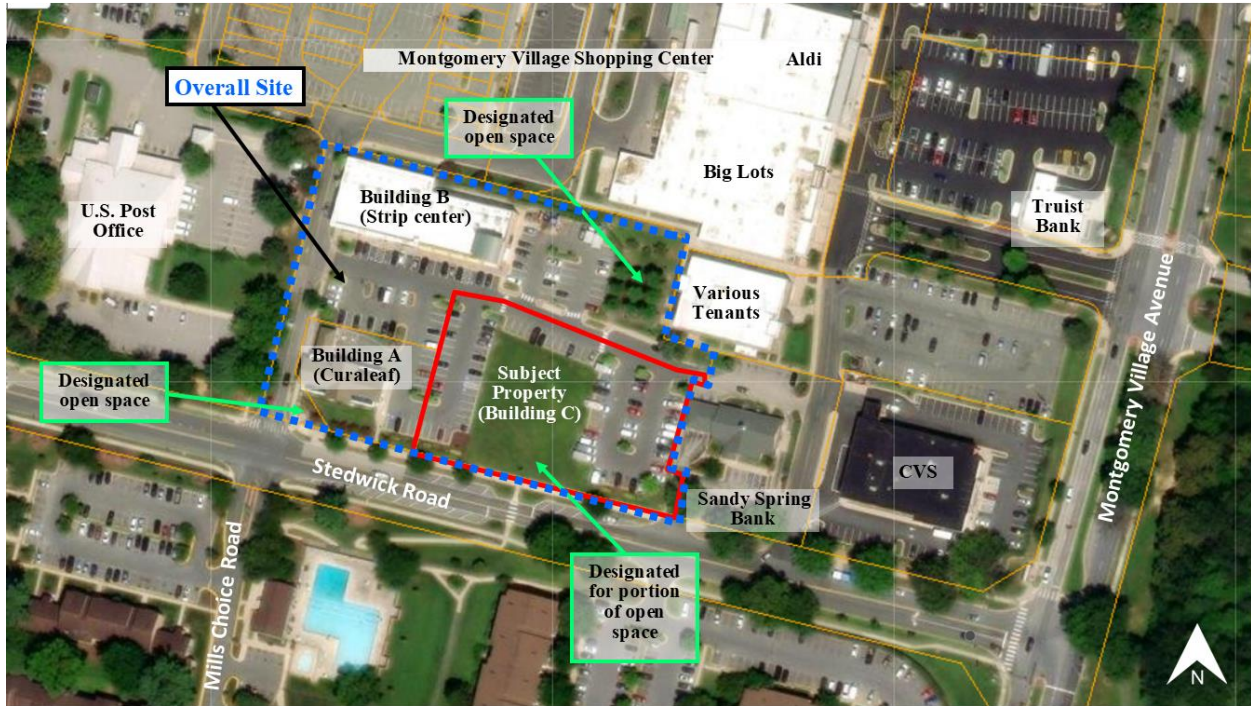 Montgomery Village Shopping Center
Aldi
Overall Site
Designated
open space
Big Lots
Building B
(Strip center)
U.S. Post
Office
Truist
Bank
Various
Tenants
Montgomery Village Avenue
Building A
(Curaleaf)
Subject
Property
(Building C)
Designated
open space
Stedwick Road
CVS
Sandy Spring
Bank
Designated
for portion
of open
space
Mills Choice Road
N